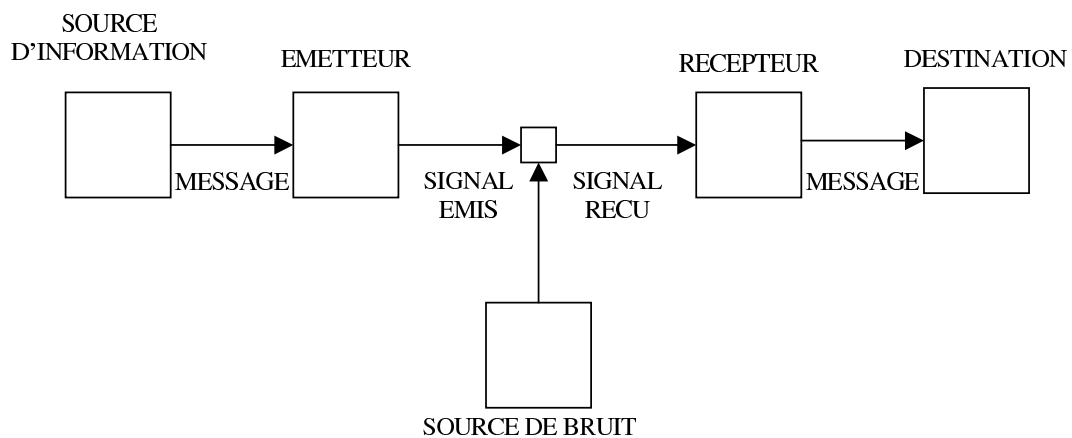 SOURCE
D'INFORMATION
EMETTEUR
RECEPTEUR
DESTINATION
MESSAGE
SIGNAL
EMIS
SIGNAL
RECU
MESSAGE
SOURCE DE BRUIT